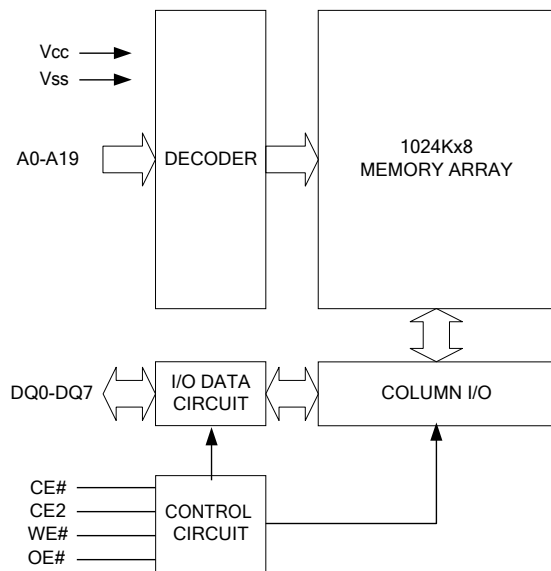 Vcc
Vss
A0-A19
DECODER
1024Kx8
MEMORY ARRAY
DQ0-DQ7
I/O DATA
CIRCUIT
COLUMN I/O
CE#
CE2
WE#
OE#
CONTROL
CIRCUIT